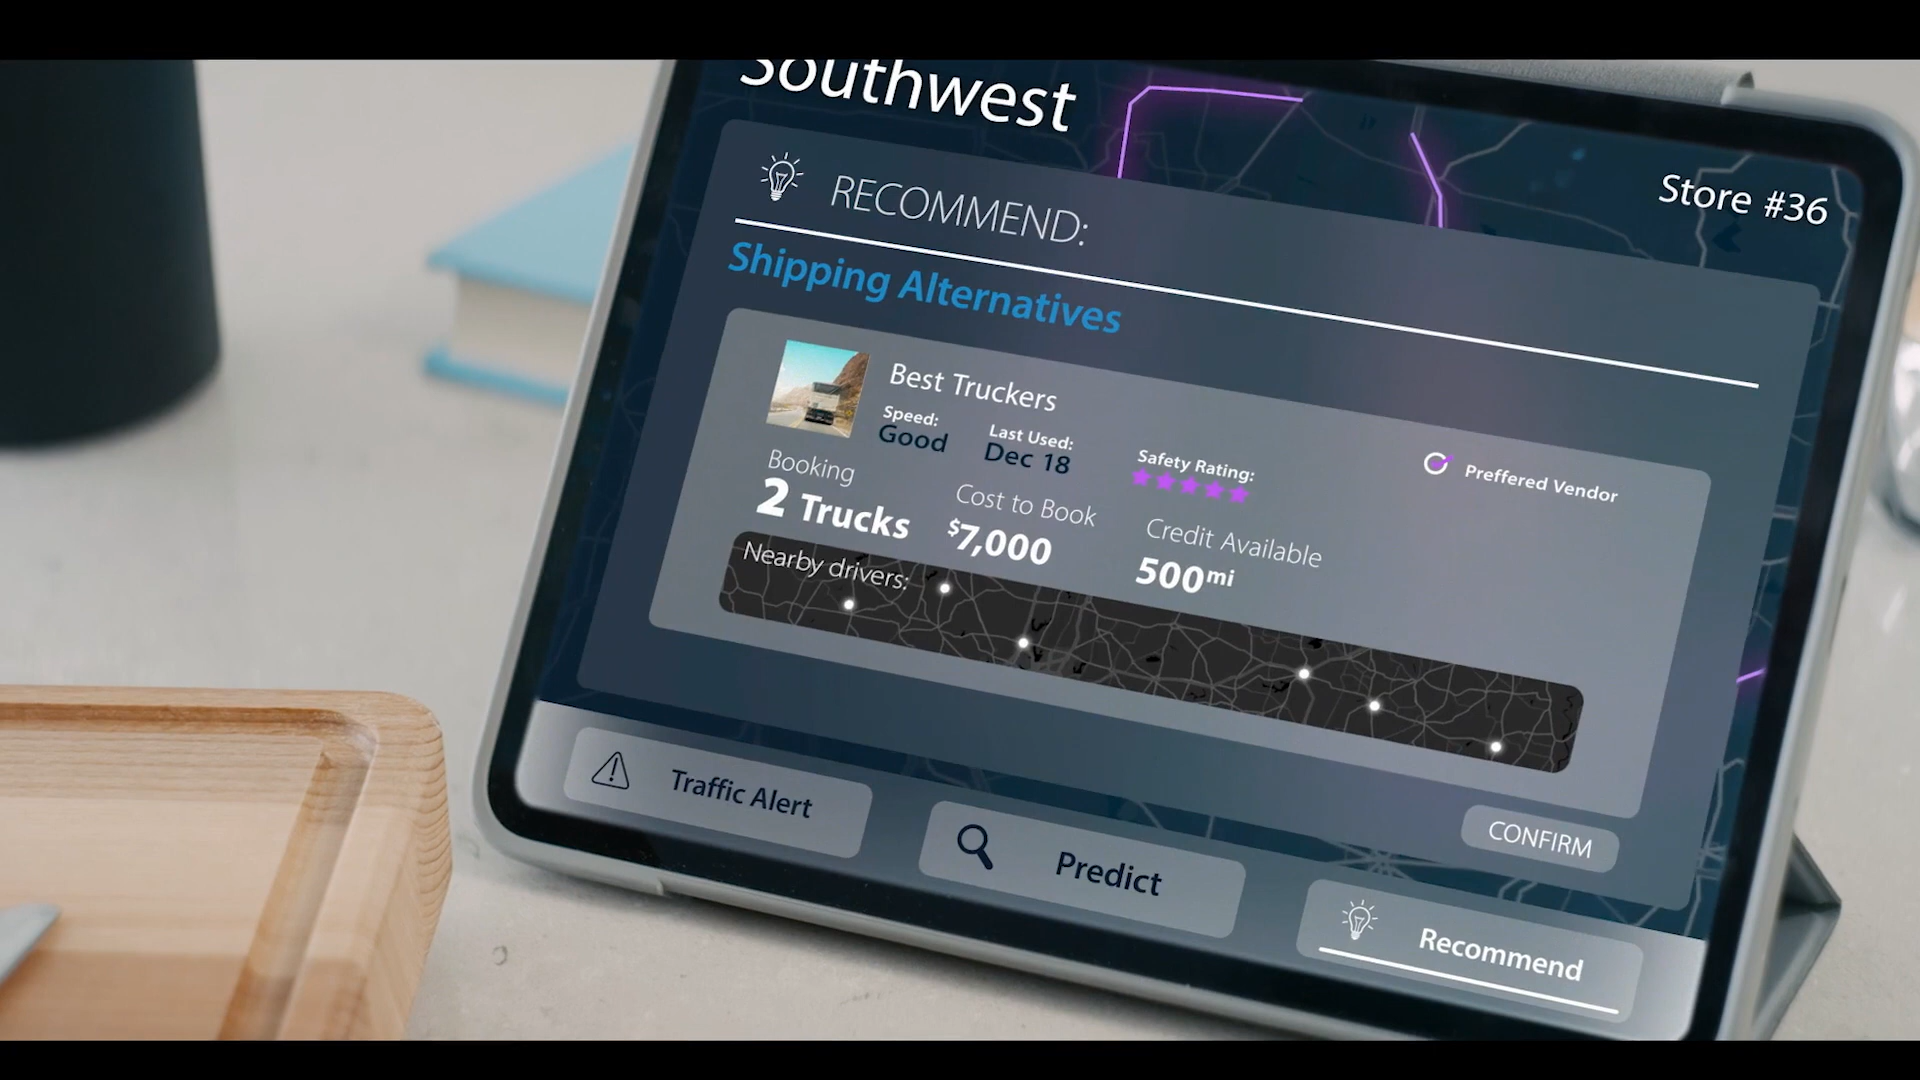 Southwest
Store #36
RECOMMEND:
Shipping Alternatives
Best Truckers
Speed:
Good
Last Used:
Dec 18
Safety Rating:
Preffered Vendor
Booking
2 Trucks
Cost to Book
$7,000
Credit Available
500mi
Nearby drivers:
CONFIRM
Traffic Alert
Predict
Recommend